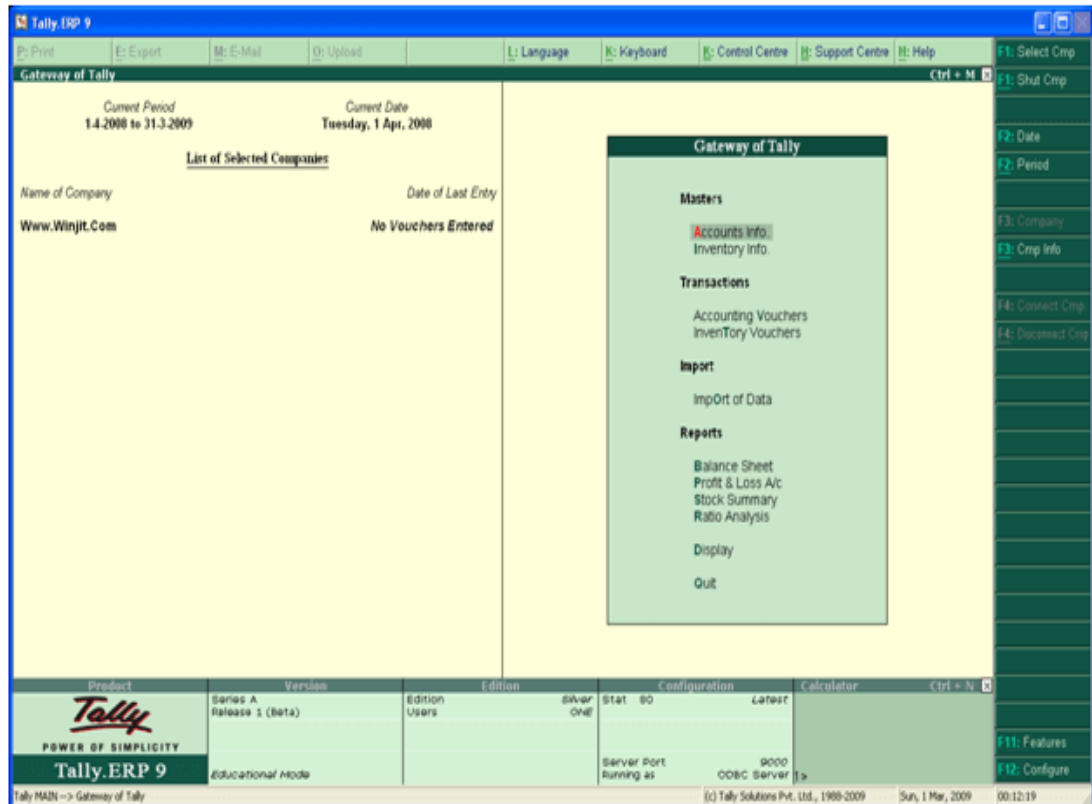 Tally.ERP 9
P: Print E: Export M: E-Mail O: Upload L: Language K: Keyboard K: Control Centre H: Support Centre H: Help
F1: Select Cmp
Gateway of Tally Ctrl + M
F1: Shut Cmp
Current Period Current Date
1-4-2008 to 31-3-2009 Tuesday, 1 Apr, 2008
List of Selected Companies
Name of Company Date of Last Entry
Www.Winjit.Com No Vouchers Entered
Gateway of Tally
Masters
Accounts Info.
Inventory Info.
Transactions
Accounting Vouchers
InvenTory Vouchers
Import
ImpOrt of Data
Reports
Balance Sheet
Profit & Loss A/c
Stock Summary
Ratio Analysis
Display
Quit
F2: Date
F2: Period
F3: Company
F3: Cmp Info
F4: Connect Cmp
F4: Disconnect Cmp
F11: Features
F12: Configure
Product Version Edition Configuration Calculator Ctrl + N
Tally
POWER OF SIMPLICITY
Tally.ERP 9
Series A
Release 1 (Beta)
Educational Mode
Edition Silver
Users ONE
Stat 80 Latest
Server Port 9000
Running as ODBC Server
1>
Tally MAIN --> Gateway of Tally (c) Tally Solutions Pvt. Ltd., 1988-2009 Sun, 1 Mar, 2009 00:12:19